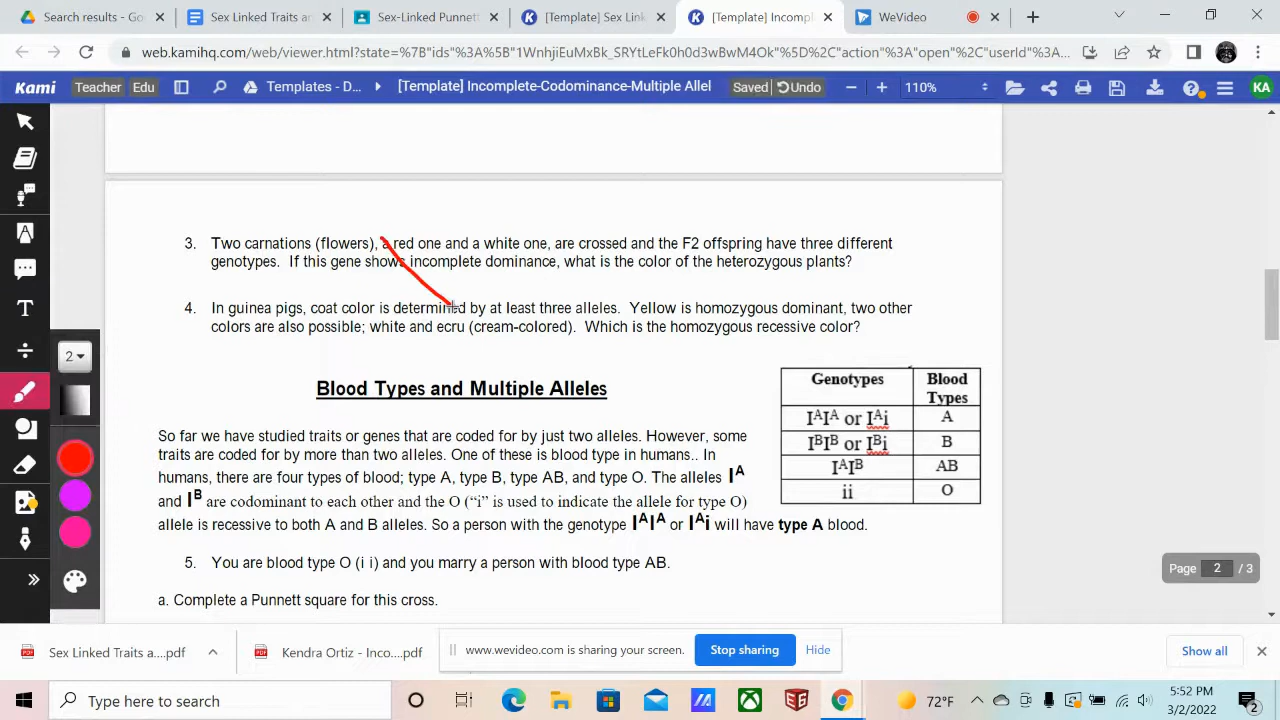 Search results - Goo
Sex Linked Traits and
Sex-Linked Punnett
[Template] Sex Link
[Template] Incompl
WeVideo
web.kamihq.com/web/viewer.html?state=%7B"ids"%3A%5B"1WnhjiEuMxBk_SRYtLeFk0h0d3wBwM4Ok"%5D%2C"action"%3A"open"%2C"userId"%3A...
Kami Teacher Edu Templates - D... [Template] Incomplete-Codominance-Multiple Allel Saved Undo 110% KA
3. Two carnations (flowers), a red one and a white one, are crossed and the F2 offspring have three different
genotypes. If this gene shows incomplete dominance, what is the color of the heterozygous plants?
4. In guinea pigs, coat color is determined by at least three alleles. Yellow is homozygous dominant, two other
colors are also possible; white and ecru (cream-colored). Which is the homozygous recessive color?
2
Blood Types and Multiple Alleles
Genotypes Blood Types
IᴬIᴬ or Iᴬi A
IᴮIᴮ or Iᴮi B
IᴬIᴮ AB
ii O
So far we have studied traits or genes that are coded for by just two alleles. However, some
traits are coded for by more than two alleles. One of these is blood type in humans.. In
humans, there are four types of blood; type A, type B, type AB, and type O. The alleles Iᴬ
and Iᴮ are codominant to each other and the O ("i" is used to indicate the allele for type O)
allele is recessive to both A and B alleles. So a person with the genotype IᴬIᴬ or Iᴬi will have type A blood.
5. You are blood type O (i i) and you marry a person with blood type AB.
a. Complete a Punnett square for this cross.
Page 2 / 3
Sex Linked Traits a....pdf
Kendra Ortiz - Inco....pdf
www.wevideo.com is sharing your screen. Stop sharing Hide
Show all
Type here to search
72°F
5:52 PM
3/2/2022
2